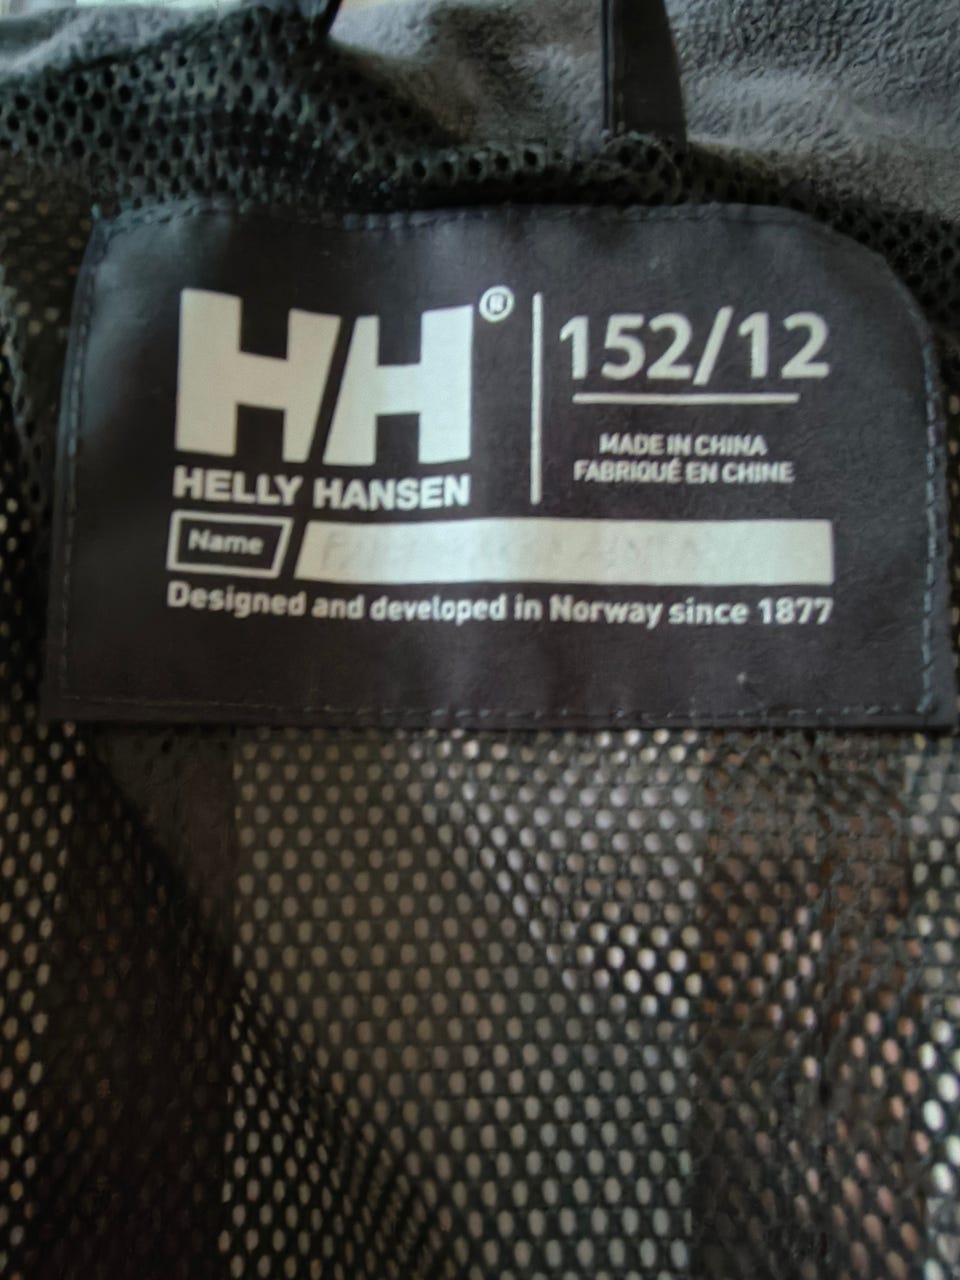 HH®
HELLY HANSEN
152/12
MADE IN CHINA
FABRIQUÉ EN CHINE
Name
Designed and developed in Norway since 1877